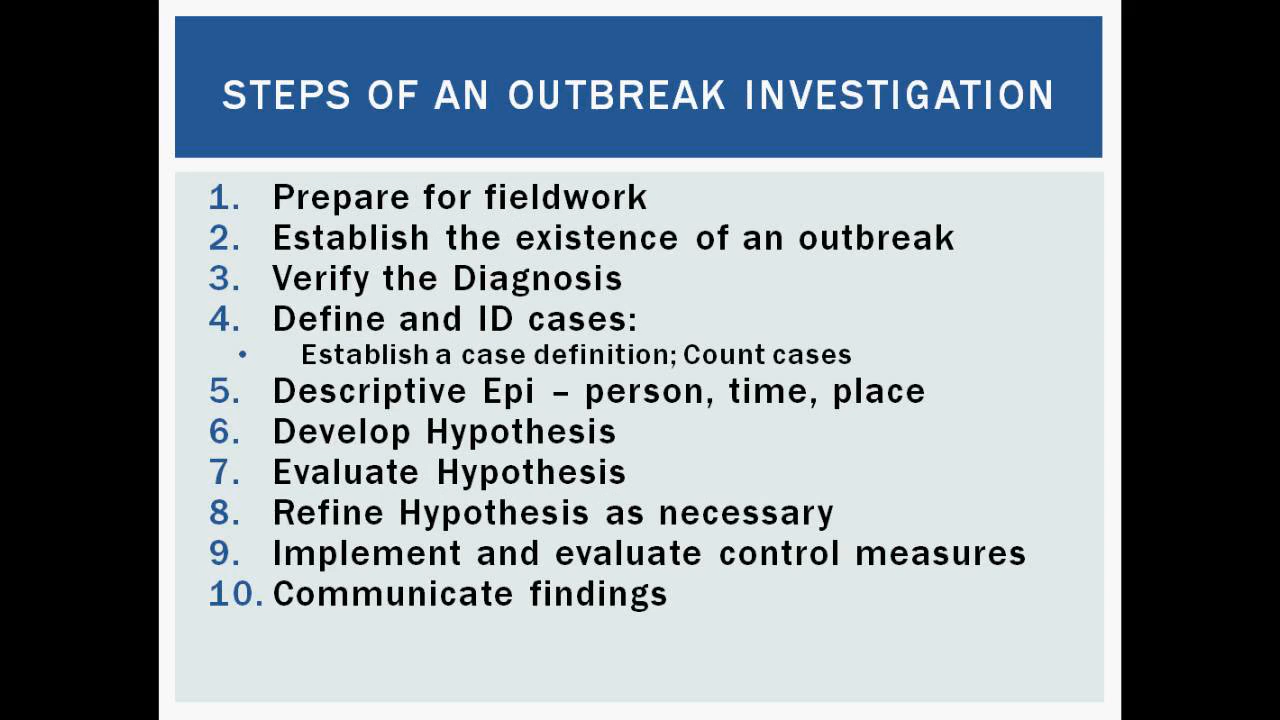 STEPS OF AN OUTBREAK INVESTIGATION
1. Prepare for fieldwork
2. Establish the existence of an outbreak
3. Verify the Diagnosis
4. Define and ID cases:
• Establish a case definition; Count cases
5. Descriptive Epi – person, time, place
6. Develop Hypothesis
7. Evaluate Hypothesis
8. Refine Hypothesis as necessary
9. Implement and evaluate control measures
10. Communicate findings